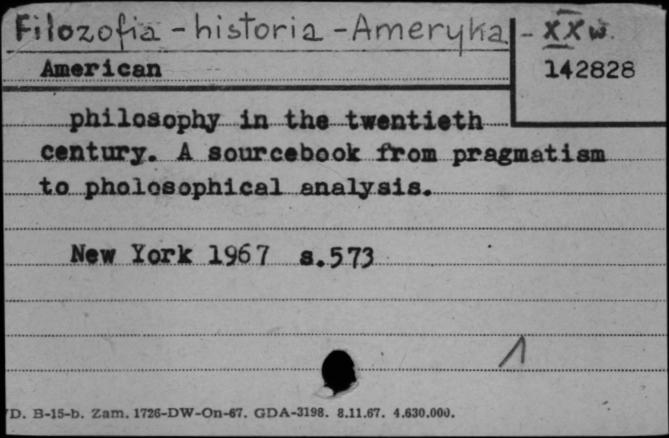 Filozofia - historia - Ameryka - XX w.
American 142828
philosophy in the twentieth
century. A sourcebook from pragmatism
to pholosophical analysis.
New York 1967 s.573
1
D. B-15-b. Zam. 1726-DW-On-67. GDA-3198. 8.11.67. 4.630.000.